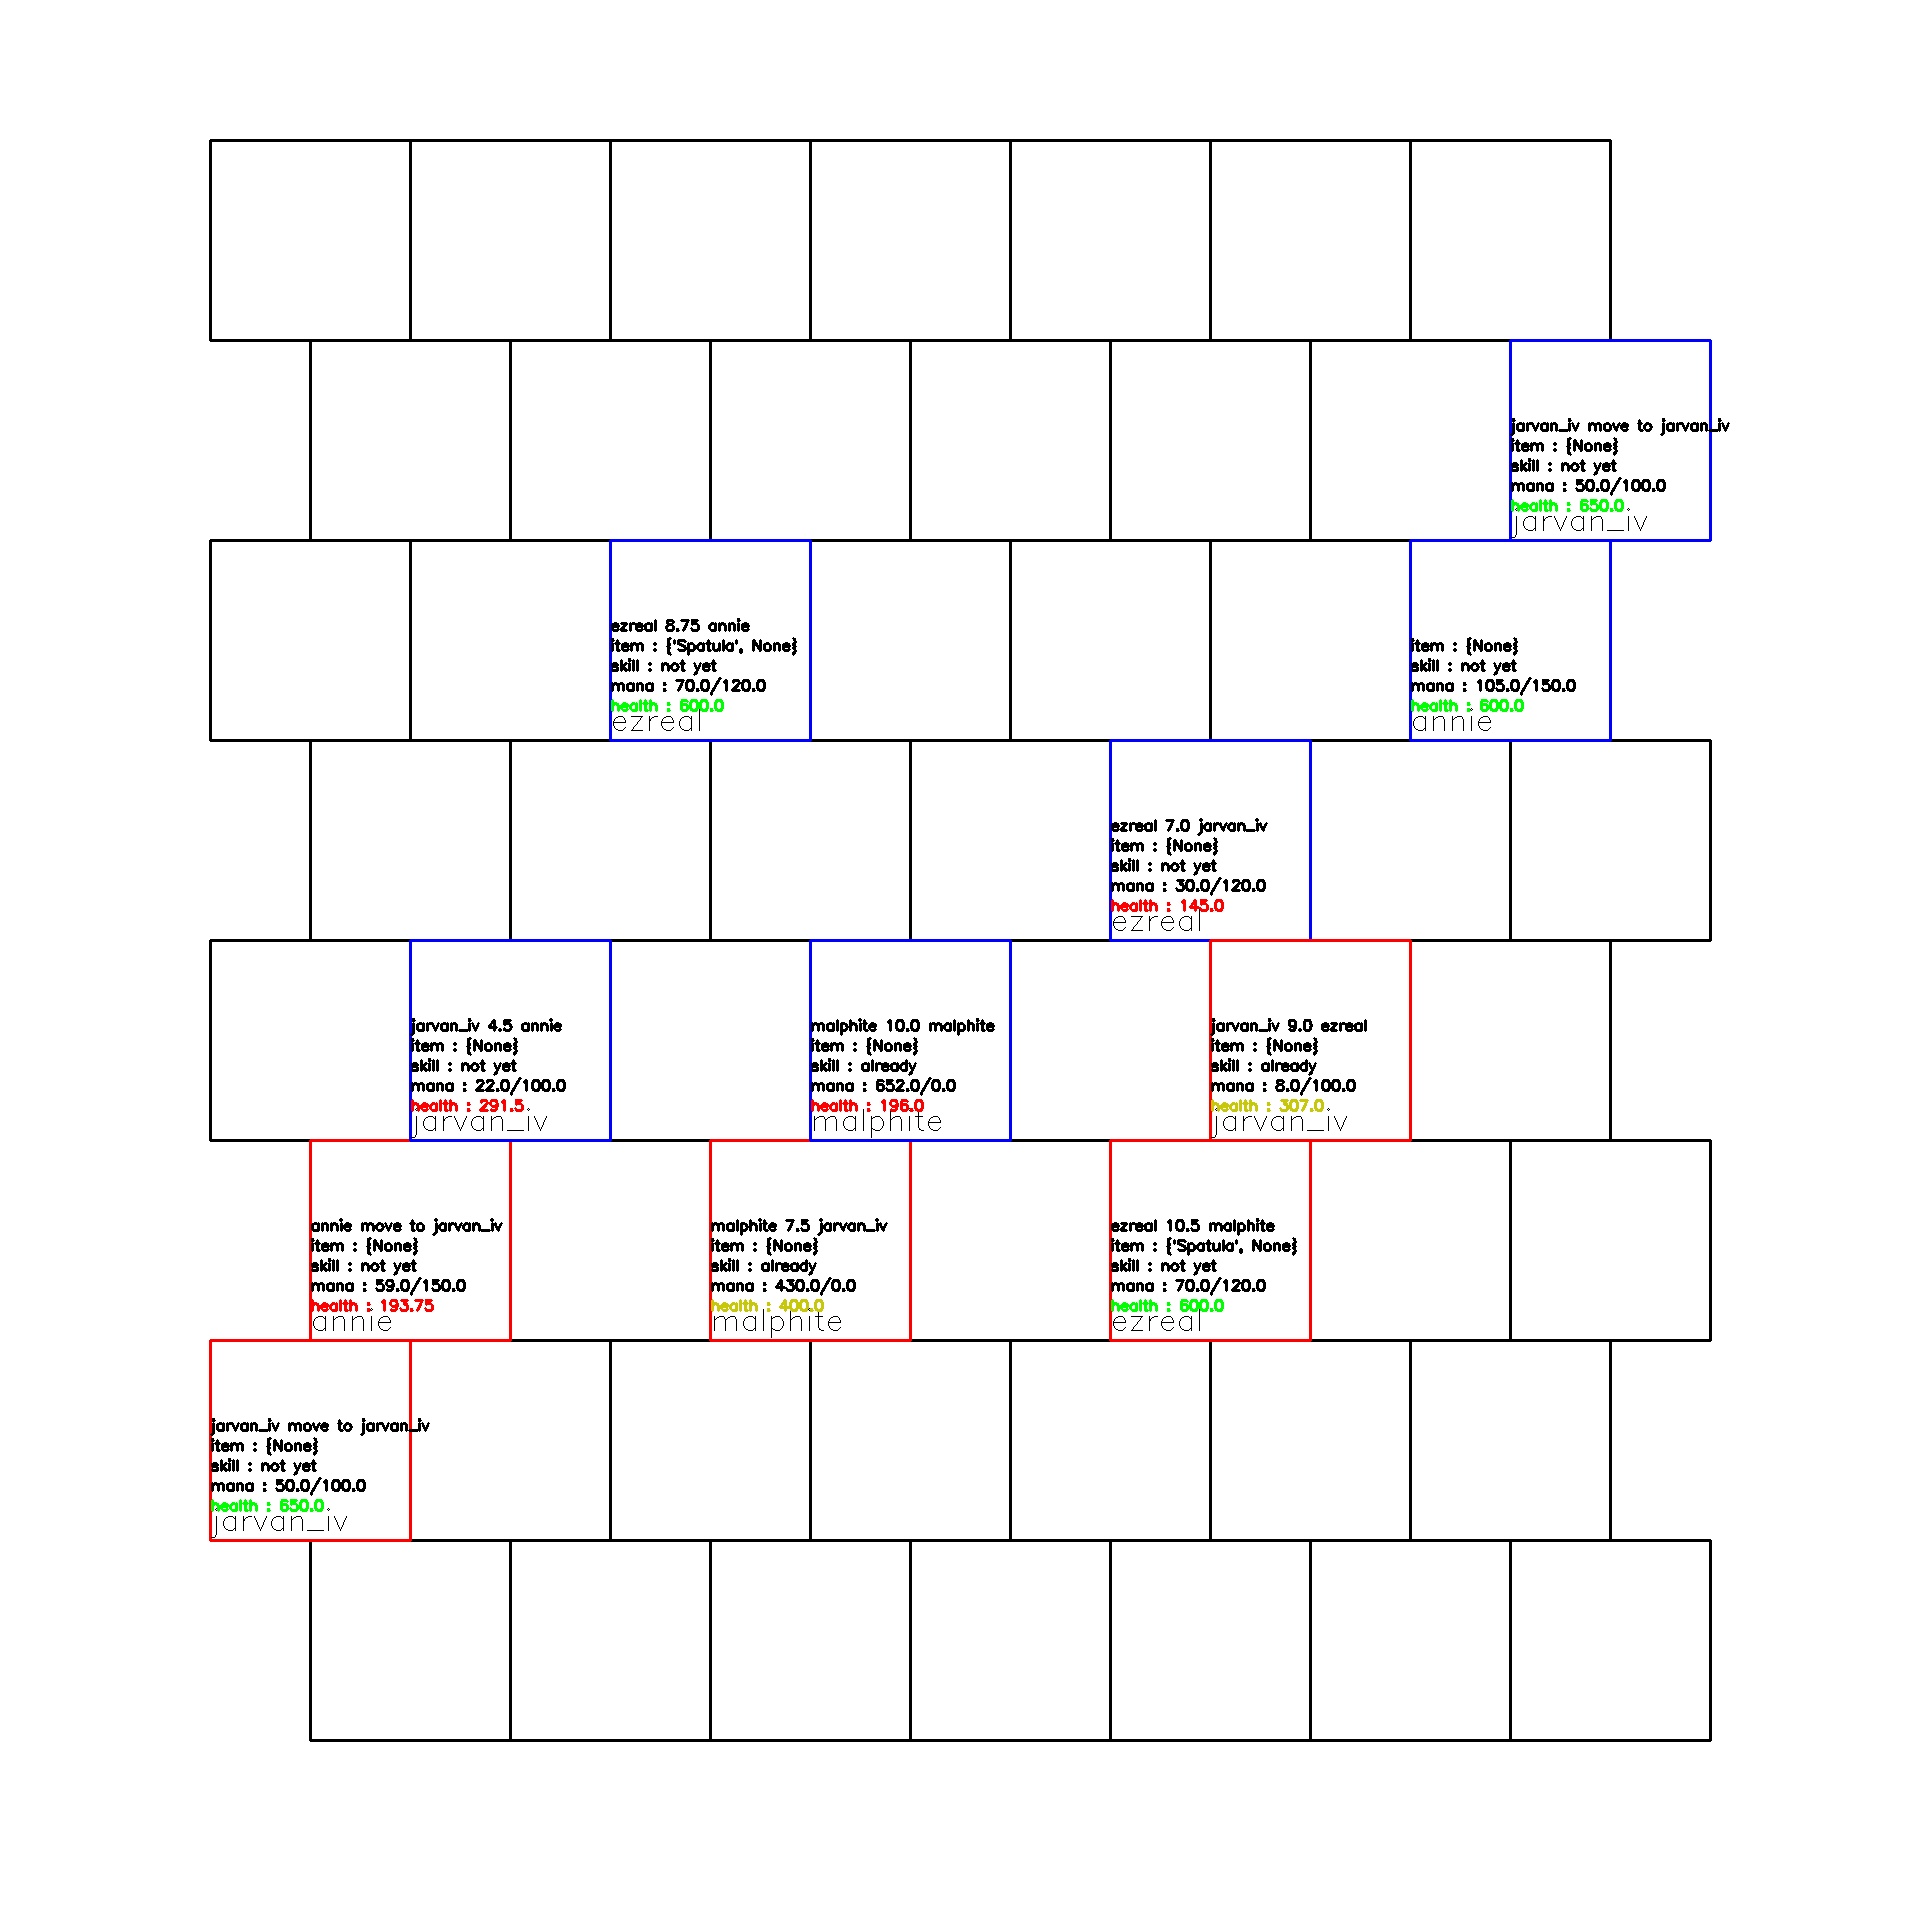 jarvan_iv move to jarvan_iv
item : {None}
skill : not yet
mana : 50.0/100.0
health : 650.0
jarvan_iv
ezreal 8.75 annie
item : {'Spatula', None}
skill : not yet
mana : 70.0/120.0
health : 600.0
ezreal
item : {None}
skill : not yet
mana : 105.0/150.0
health : 600.0
annie
ezreal 7.0 jarvan_iv
item : {None}
skill : not yet
mana : 30.0/120.0
health : 145.0
ezreal
jarvan_iv 4.5 annie
item : {None}
skill : not yet
mana : 22.0/100.0
health : 291.5
jarvan_iv
malphite 10.0 malphite
item : {None}
skill : already
mana : 652.0/0.0
health : 196.0
malphite
jarvan_iv 9.0 ezreal
item : {None}
skill : already
mana : 8.0/100.0
health : 307.0
jarvan_iv
annie move to jarvan_iv
item : {None}
skill : not yet
mana : 59.0/150.0
health : 193.75
annie
malphite 7.5 jarvan_iv
item : {None}
skill : already
mana : 430.0/0.0
health : 400.0
malphite
ezreal 10.5 malphite
item : {'Spatula', None}
skill : not yet
mana : 70.0/120.0
health : 600.0
ezreal
jarvan_iv move to jarvan_iv
item : {None}
skill : not yet
mana : 50.0/100.0
health : 650.0
jarvan_iv